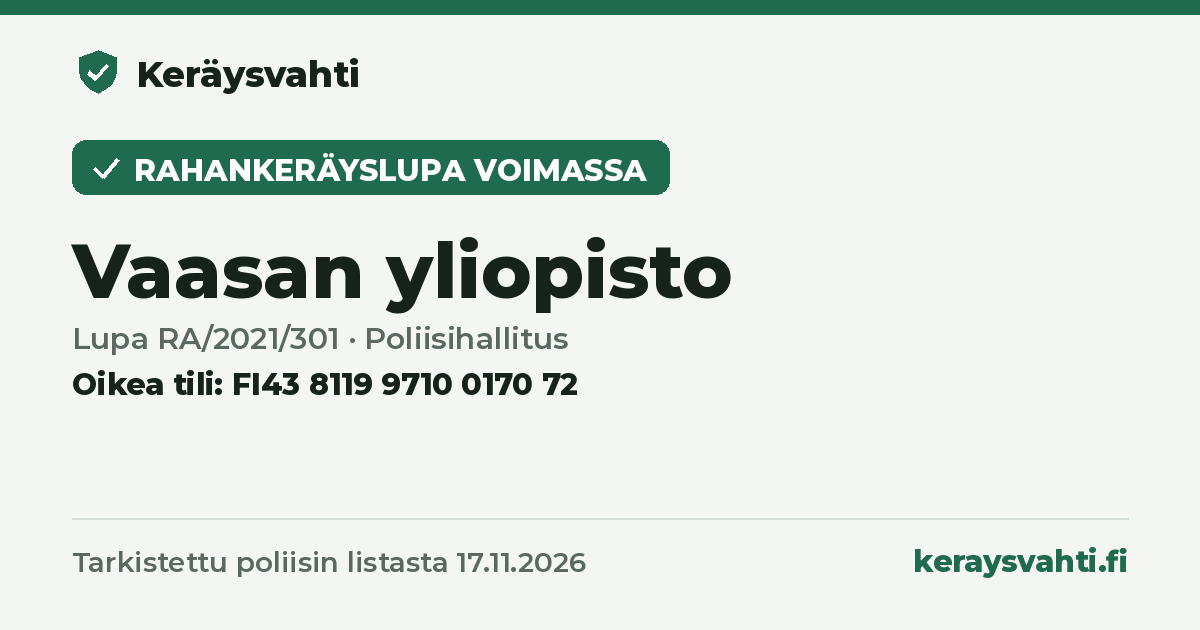 Keräysvahti
RAHANKERÄYSLUPA VOIMASSA
Vaasan yliopisto
Lupa RA/2021/301 · Poliisihallitus
Oikea tili: FI43 8119 9710 0170 72
Tarkistettu poliisin listasta 17.11.2026
keraysvahti.fi